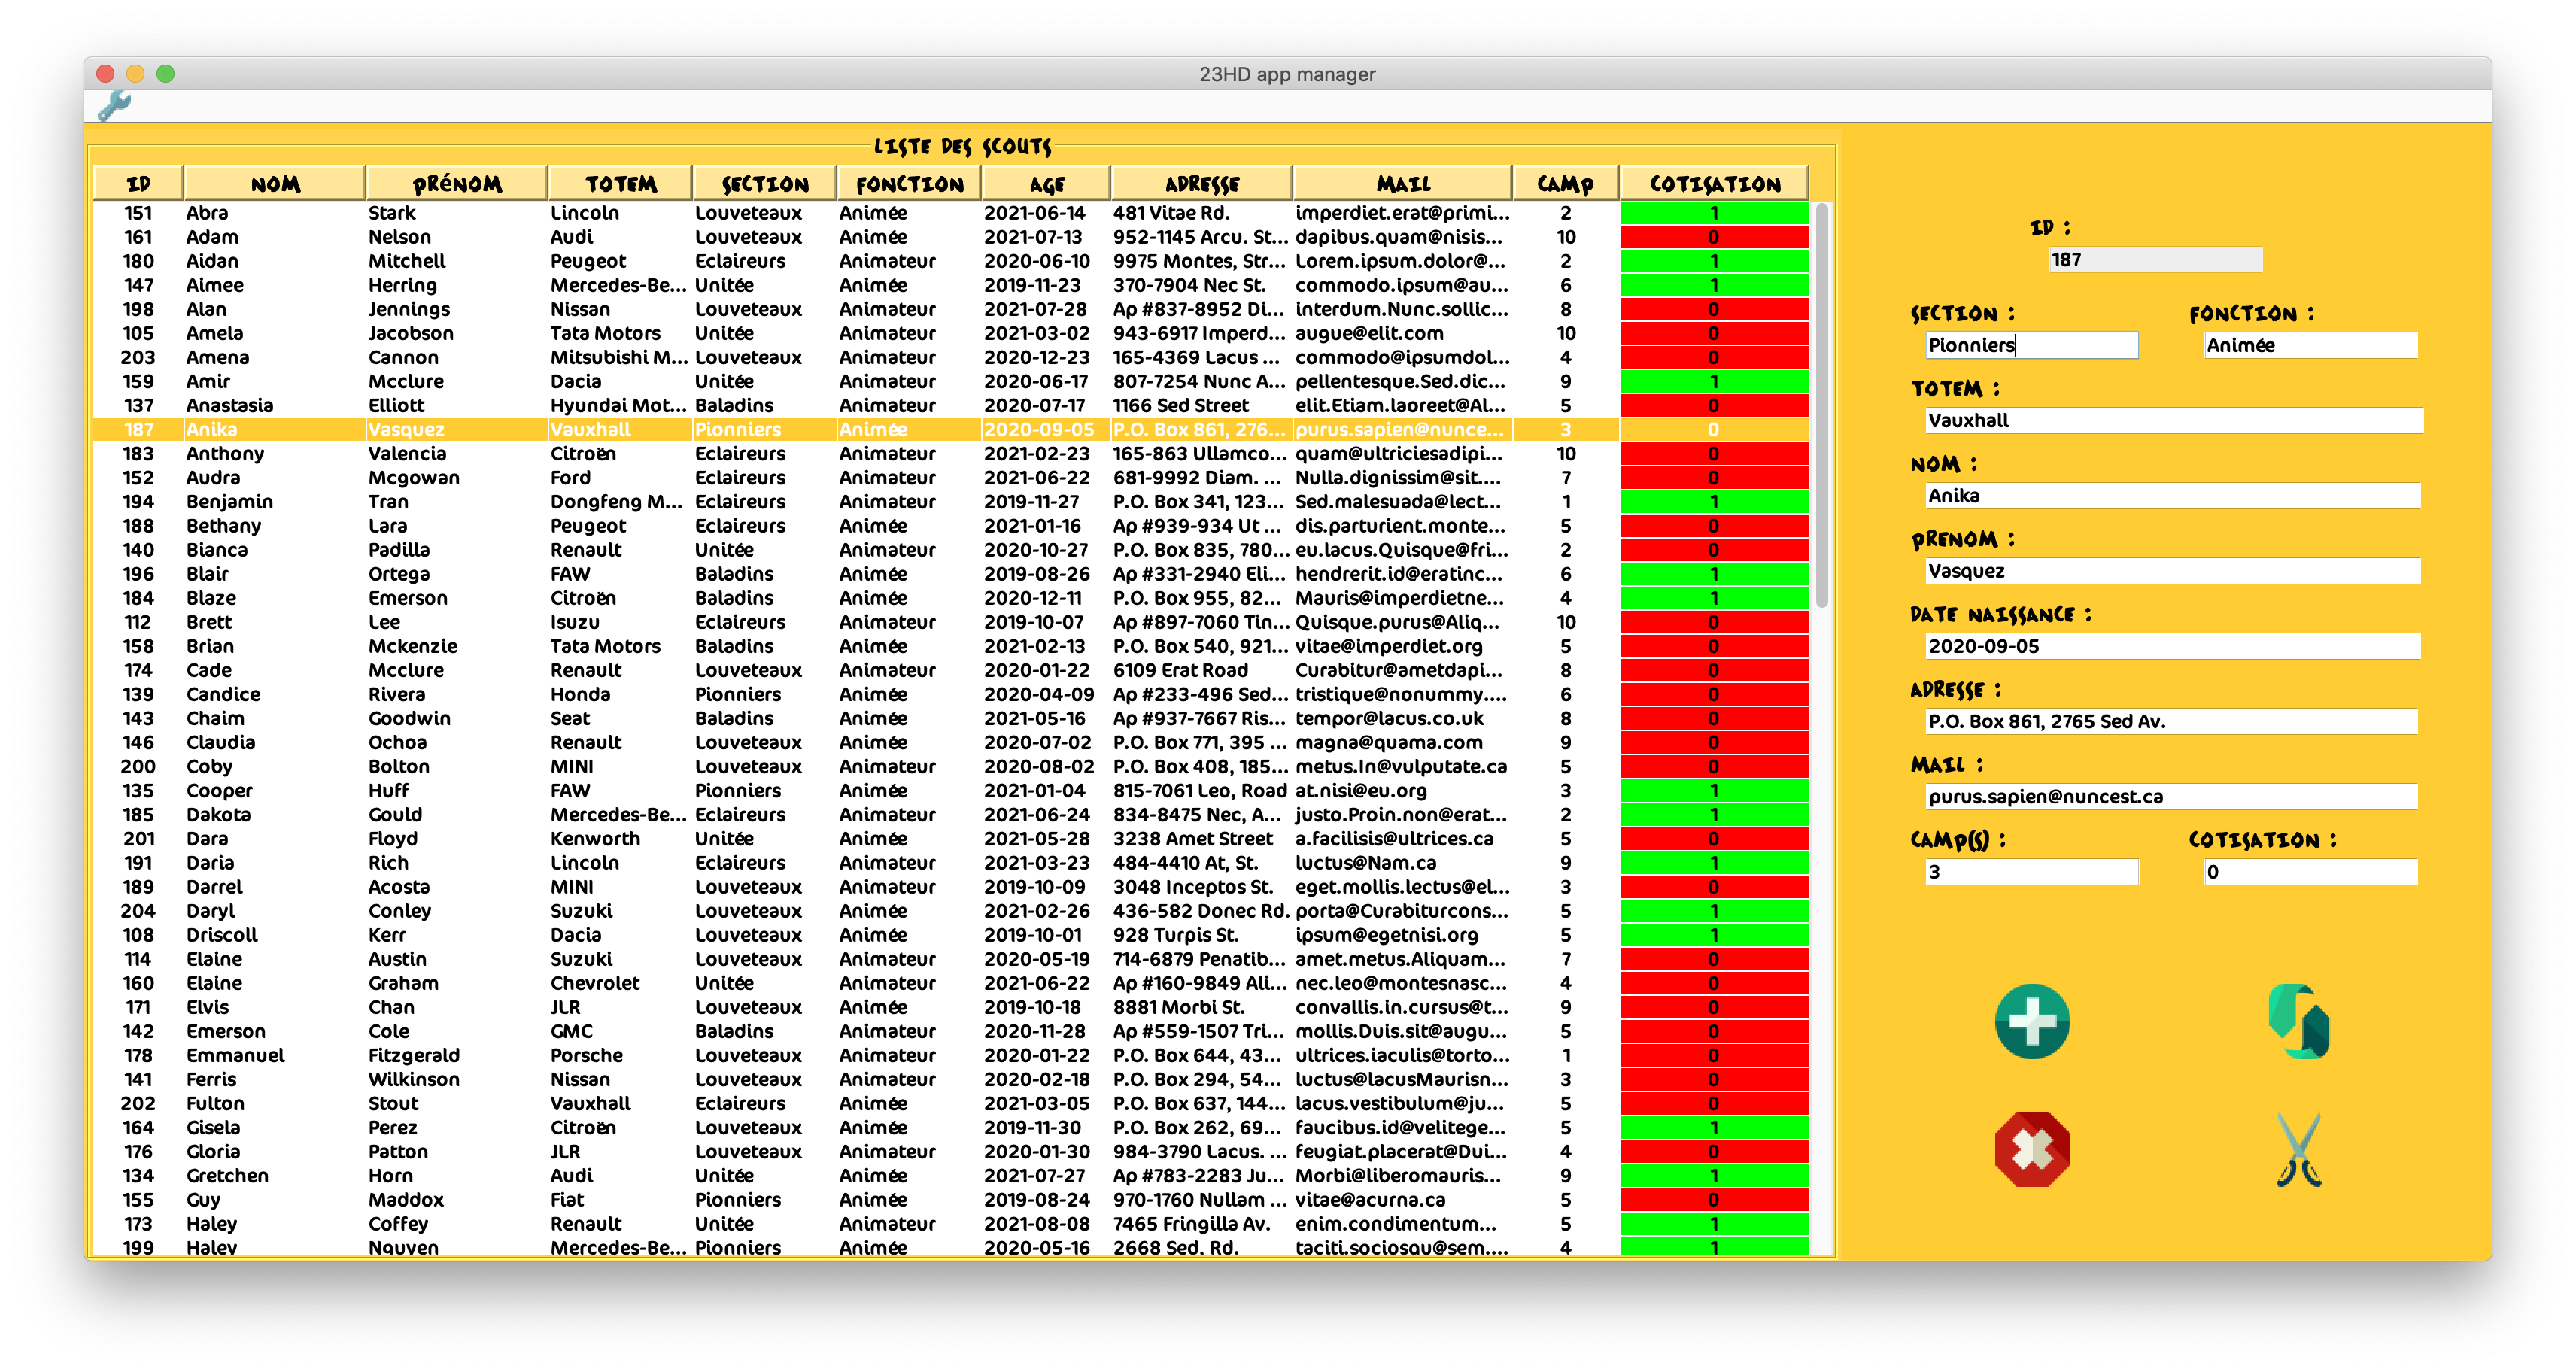 23HD app manager
LISTE DES SCOUTS
ID NOM PRéNOM TOTEM SECTION FONCTION AGE ADRESSE MAIL CAMP COTISATION
151 Abra Stark Lincoln Louveteaux Animée 2021-06-14 481 Vitae Rd. imperdiet.erat@primi... 2 1
161 Adam Nelson Audi Louveteaux Animée 2021-07-13 952-1145 Arcu. St... dapibus.quam@nisis... 10 0
180 Aidan Mitchell Peugeot Eclaireurs Animateur 2020-06-10 9975 Montes, Str... Lorem.ipsum.dolor@... 2 1
147 Aimee Herring Mercedes-Be... Unitée Animée 2019-11-23 370-7904 Nec St. commodo.ipsum@au... 6 1
198 Alan Jennings Nissan Louveteaux Animateur 2021-07-28 Ap #837-8952 Di... interdum.Nunc.sollic... 8 0
105 Amela Jacobson Tata Motors Unitée Animateur 2021-03-02 943-6917 Imperd... augue@elit.com 10 0
203 Amena Cannon Mitsubishi M... Louveteaux Animateur 2020-12-23 165-4369 Lacus ... commodo@ipsumdol... 4 0
159 Amir Mcclure Dacia Unitée Animateur 2020-06-17 807-7254 Nunc A... pellentesque.Sed.dic... 9 1
137 Anastasia Elliott Hyundai Mot... Baladins Animateur 2020-07-17 1166 Sed Street elit.Etiam.laoreet@Al... 5 0
187 Anika Vasquez Vauxhall Pionniers Animée 2020-09-05 P.O. Box 861, 276... purus.sapien@nunce... 3 0
183 Anthony Valencia Citroën Eclaireurs Animateur 2021-02-23 165-863 Ullamco... quam@ultriciesadipi... 10 0
152 Audra Mcgowan Ford Eclaireurs Animateur 2021-06-22 681-9992 Diam. ... Nulla.dignissim@sit.... 7 0
194 Benjamin Tran Dongfeng M... Eclaireurs Animateur 2019-11-27 P.O. Box 341, 123... Sed.malesuada@lect... 1 1
188 Bethany Lara Peugeot Eclaireurs Animée 2021-01-16 Ap #939-934 Ut ... dis.parturient.monte... 5 0
140 Bianca Padilla Renault Unitée Animateur 2020-10-27 P.O. Box 835, 780... eu.lacus.Quisque@fri... 2 0
196 Blair Ortega FAW Baladins Animée 2019-08-26 Ap #331-2940 Eli... hendrerit.id@eratinc... 6 1
184 Blaze Emerson Citroën Baladins Animée 2020-12-11 P.O. Box 955, 82... Mauris@imperdietne... 4 1
112 Brett Lee Isuzu Eclaireurs Animateur 2019-10-07 Ap #897-7060 Tin... Quisque.purus@Aliq... 10 0
158 Brian Mckenzie Tata Motors Baladins Animée 2021-02-13 P.O. Box 540, 921... vitae@imperdiet.org 5 0
174 Cade Mcclure Renault Louveteaux Animateur 2020-01-22 6109 Erat Road Curabitur@ametdapi... 8 0
139 Candice Rivera Honda Pionniers Animée 2020-04-09 Ap #233-496 Sed... tristique@nonummy.... 6 0
143 Chaim Goodwin Seat Baladins Animée 2021-05-16 Ap #937-7667 Ris... tempor@lacus.co.uk 8 0
146 Claudia Ochoa Renault Louveteaux Animée 2020-07-02 P.O. Box 771, 395 ... magna@quama.com 9 0
200 Coby Bolton MINI Louveteaux Animateur 2020-08-02 P.O. Box 408, 185... metus.In@vulputate.ca 5 0
135 Cooper Huff FAW Pionniers Animée 2021-01-04 815-7061 Leo, Road at.nisi@eu.org 3 1
185 Dakota Gould Mercedes-Be... Eclaireurs Animateur 2021-06-24 834-8475 Nec, A... justo.Proin.non@erat... 2 1
201 Dara Floyd Kenworth Unitée Animée 2021-05-28 3238 Amet Street a.facilisis@ultrices.ca 5 0
191 Daria Rich Lincoln Eclaireurs Animateur 2021-03-23 484-4410 At, St. luctus@Nam.ca 9 1
189 Darrel Acosta MINI Louveteaux Animateur 2019-10-09 3048 Inceptos St. eget.mollis.lectus@el... 3 0
204 Daryl Conley Suzuki Louveteaux Animée 2021-02-26 436-582 Donec Rd. porta@Curabiturcons... 5 1
108 Driscoll Kerr Dacia Louveteaux Animée 2019-10-01 928 Turpis St. ipsum@egetnisi.org 5 1
114 Elaine Austin Suzuki Louveteaux Animateur 2020-05-19 714-6879 Penatib... amet.metus.Aliquam... 7 0
160 Elaine Graham Chevrolet Unitée Animée 2021-06-22 Ap #160-9849 Ali... nec.leo@montesnasc... 4 0
171 Elvis Chan JLR Louveteaux Animée 2019-10-18 8881 Morbi St. convallis.in.cursus@t... 9 0
142 Emerson Cole GMC Baladins Animateur 2020-11-28 Ap #559-1507 Tri... mollis.Duis.sit@augu... 5 0
178 Emmanuel Fitzgerald Porsche Louveteaux Animée 2020-01-22 P.O. Box 644, 43... ultrices.iaculis@torto... 1 0
141 Ferris Wilkinson Nissan Louveteaux Animateur 2020-02-18 P.O. Box 294, 54... luctus@lacusMaurisn... 3 0
202 Fulton Stout Vauxhall Eclaireurs Animée 2021-03-05 P.O. Box 637, 144... lacus.vestibulum@ju... 5 0
164 Gisela Perez Citroën Louveteaux Animée 2019-11-30 P.O. Box 262, 69... faucibus.id@velitege... 5 1
176 Gloria Patton JLR Louveteaux Animateur 2020-01-30 984-3790 Lacus. ... feugiat.placerat@Dui... 4 0
134 Gretchen Horn Audi Unitée Animée 2021-07-27 Ap #783-2283 Ju... Morbi@liberomauris... 9 1
155 Guy Maddox Fiat Pionniers Animée 2019-08-24 970-1760 Nullam ... vitae@acurna.ca 5 0
173 Haley Coffey Renault Unitée Animateur 2021-08-08 7465 Fringilla Av. enim.condimentum... 5 1
199 Haley Nguyen Mercedes-Be... Pionniers Animée 2020-05-16 2668 Sed, Rd. taciti.sociosqu@sem.... 4 1
ID :
187
SECTION : FONCTION :
Pionniers Animée
TOTEM :
Vauxhall
NOM :
Anika
PRENOM :
Vasquez
DATE NAISSANCE :
2020-09-05
ADRESSE :
P.O. Box 861, 2765 Sed Av.
MAIL :
purus.sapien@nuncest.ca
CAMP(S) : COTISATION :
3 0